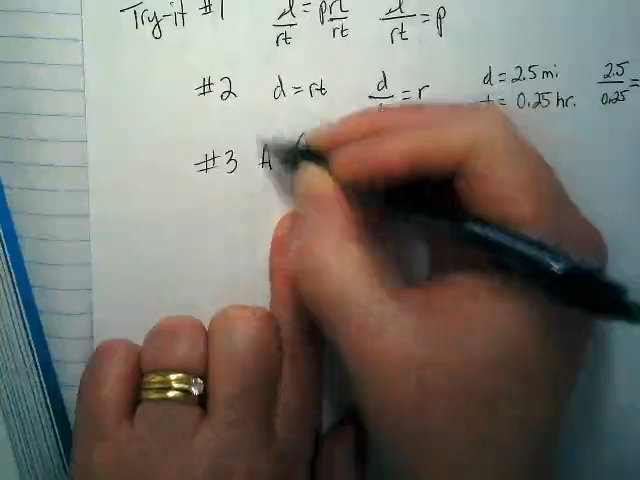 Try-it #1 d/rt = prt/rt d/rt = p
#2 d = rt d/t = r d = 2.5 mi 2.5/0.25 =
t = 0.25 hr.
#3 A